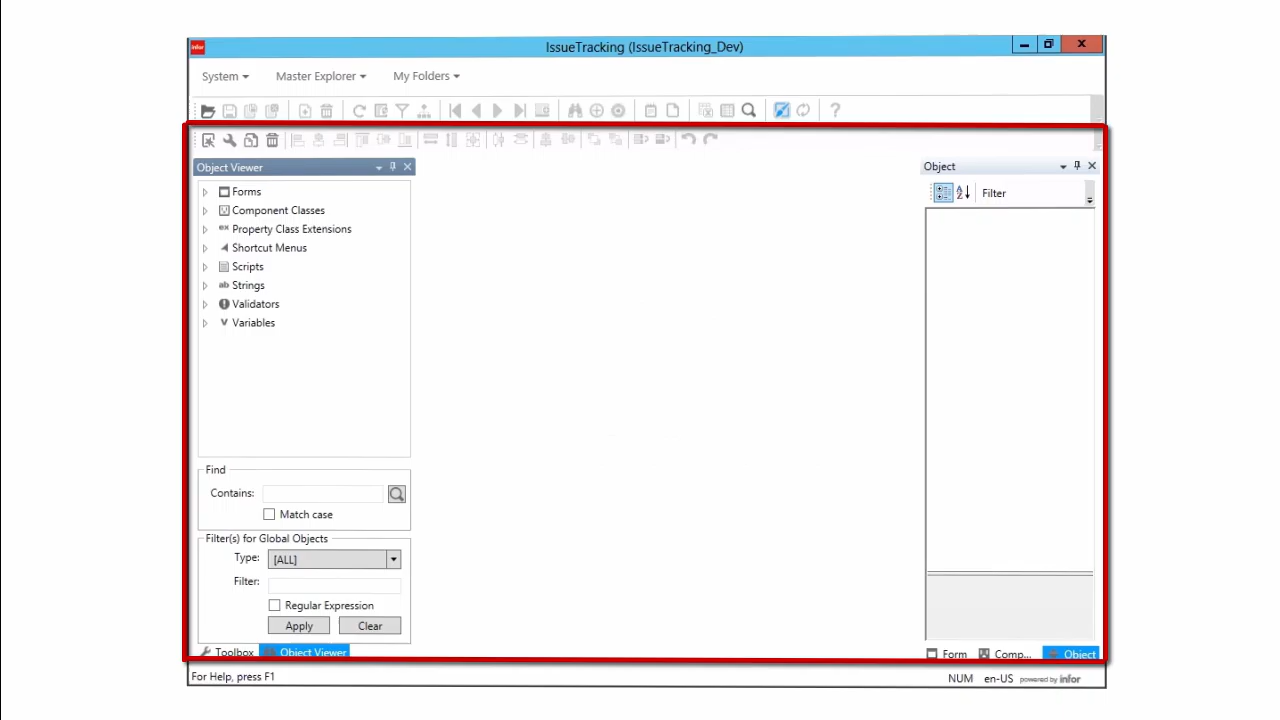 infor
IssueTracking (IssueTracking_Dev)
System
Master Explorer
My Folders
Object Viewer
Forms
Component Classes
Property Class Extensions
Shortcut Menus
Scripts
ab Strings
Validators
Variables
Find
Contains:
Match case
Filter(s) for Global Objects
Type: [ALL]
Filter:
Regular Expression
Apply Clear
Toolbox Object Viewer
Object
Filter
Form Comp... Object
For Help, press F1
NUM en-US powered by infor